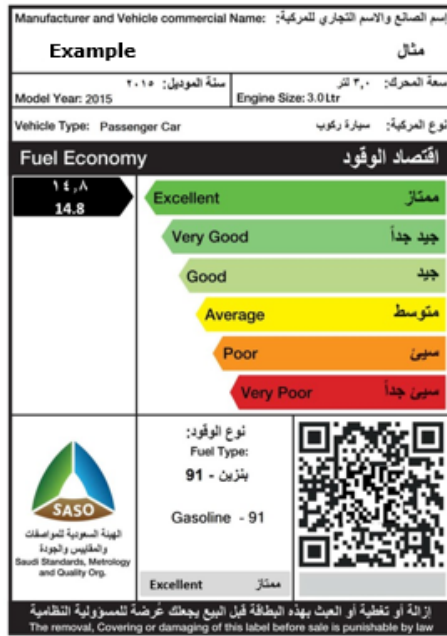 Manufacturer and Vehicle commercial Name: إسم الصانع والاسم التجاري للمركبة:
Example مثال
سنة الموديل: ٢٠١٥
Model Year: 2015
سعة المحرك: ٣,٠ لتر
Engine Size: 3.0Ltr
Vehicle Type: Passenger Car نوع المركبة: سيارة ركوب
Fuel Economy اقتصاد الوقود
١٤,٨
14.8
Excellent ممتاز
Very Good جيد جداً
Good جيد
Average متوسط
Poor سيئ
Very Poor سيئ جداً
SASO
الهيئة السعودية للمواصفات
والمقاييس والجودة
Saudi Standards, Metrology
and Quality Org.
نوع الوقود:
Fuel Type:
بنزين - 91
Gasoline - 91
Excellent ممتاز
إزالة أو تغطية أو العبث بهذه البطاقة قبل البيع يجعلك عُرضة للمسؤولية النظامية
The removal, Covering or damaging of this label before sale is punishable by law